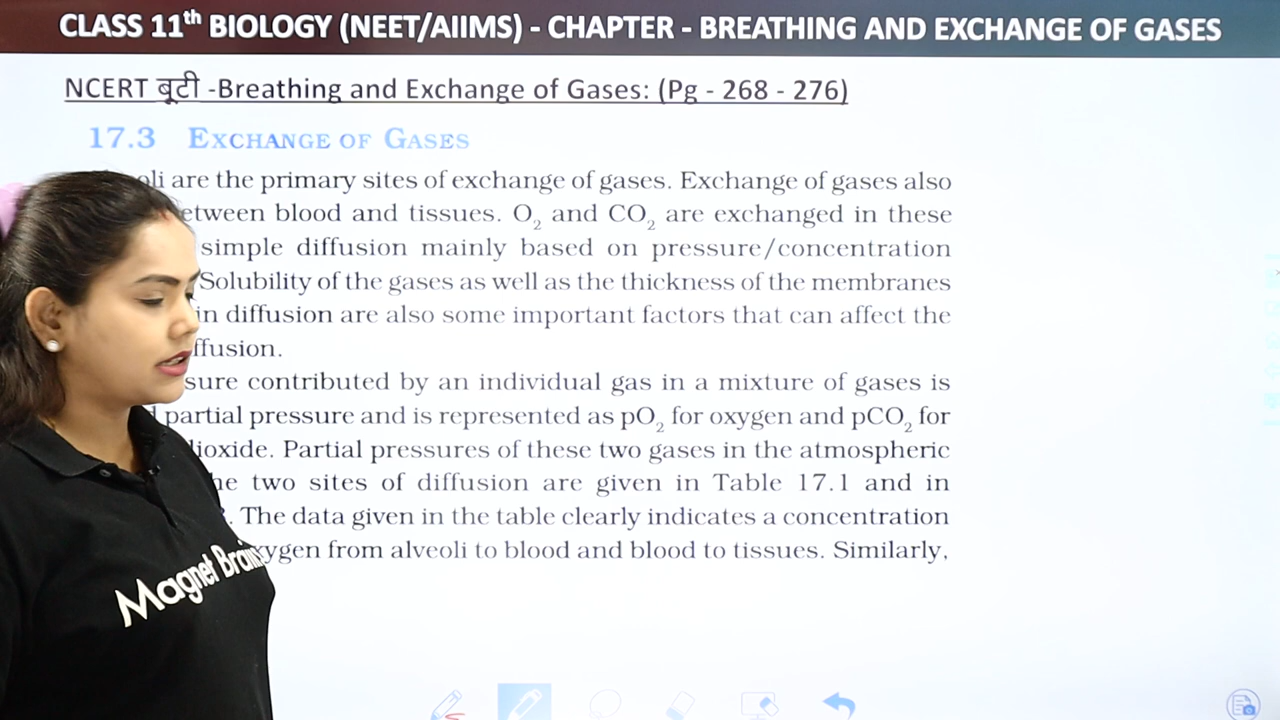 CLASS 11th BIOLOGY (NEET/AIIMS) - CHAPTER - BREATHING AND EXCHANGE OF GASES
NCERT बूटी -Breathing and Exchange of Gases: (Pg - 268 - 276)
17.3 EXCHANGE OF GASES
oli are the primary sites of exchange of gases. Exchange of gases also
etween blood and tissues. O2 and CO2 are exchanged in these
simple diffusion mainly based on pressure/concentration
Solubility of the gases as well as the thickness of the membranes
in diffusion are also some important factors that can affect the
ffusion.
sure contributed by an individual gas in a mixture of gases is
partial pressure and is represented as pO2 for oxygen and pCO2 for
ioxide. Partial pressures of these two gases in the atmospheric
he two sites of diffusion are given in Table 17.1 and in
. The data given in the table clearly indicates a concentration
xygen from alveoli to blood and blood to tissues. Similarly,
Magnet Brains